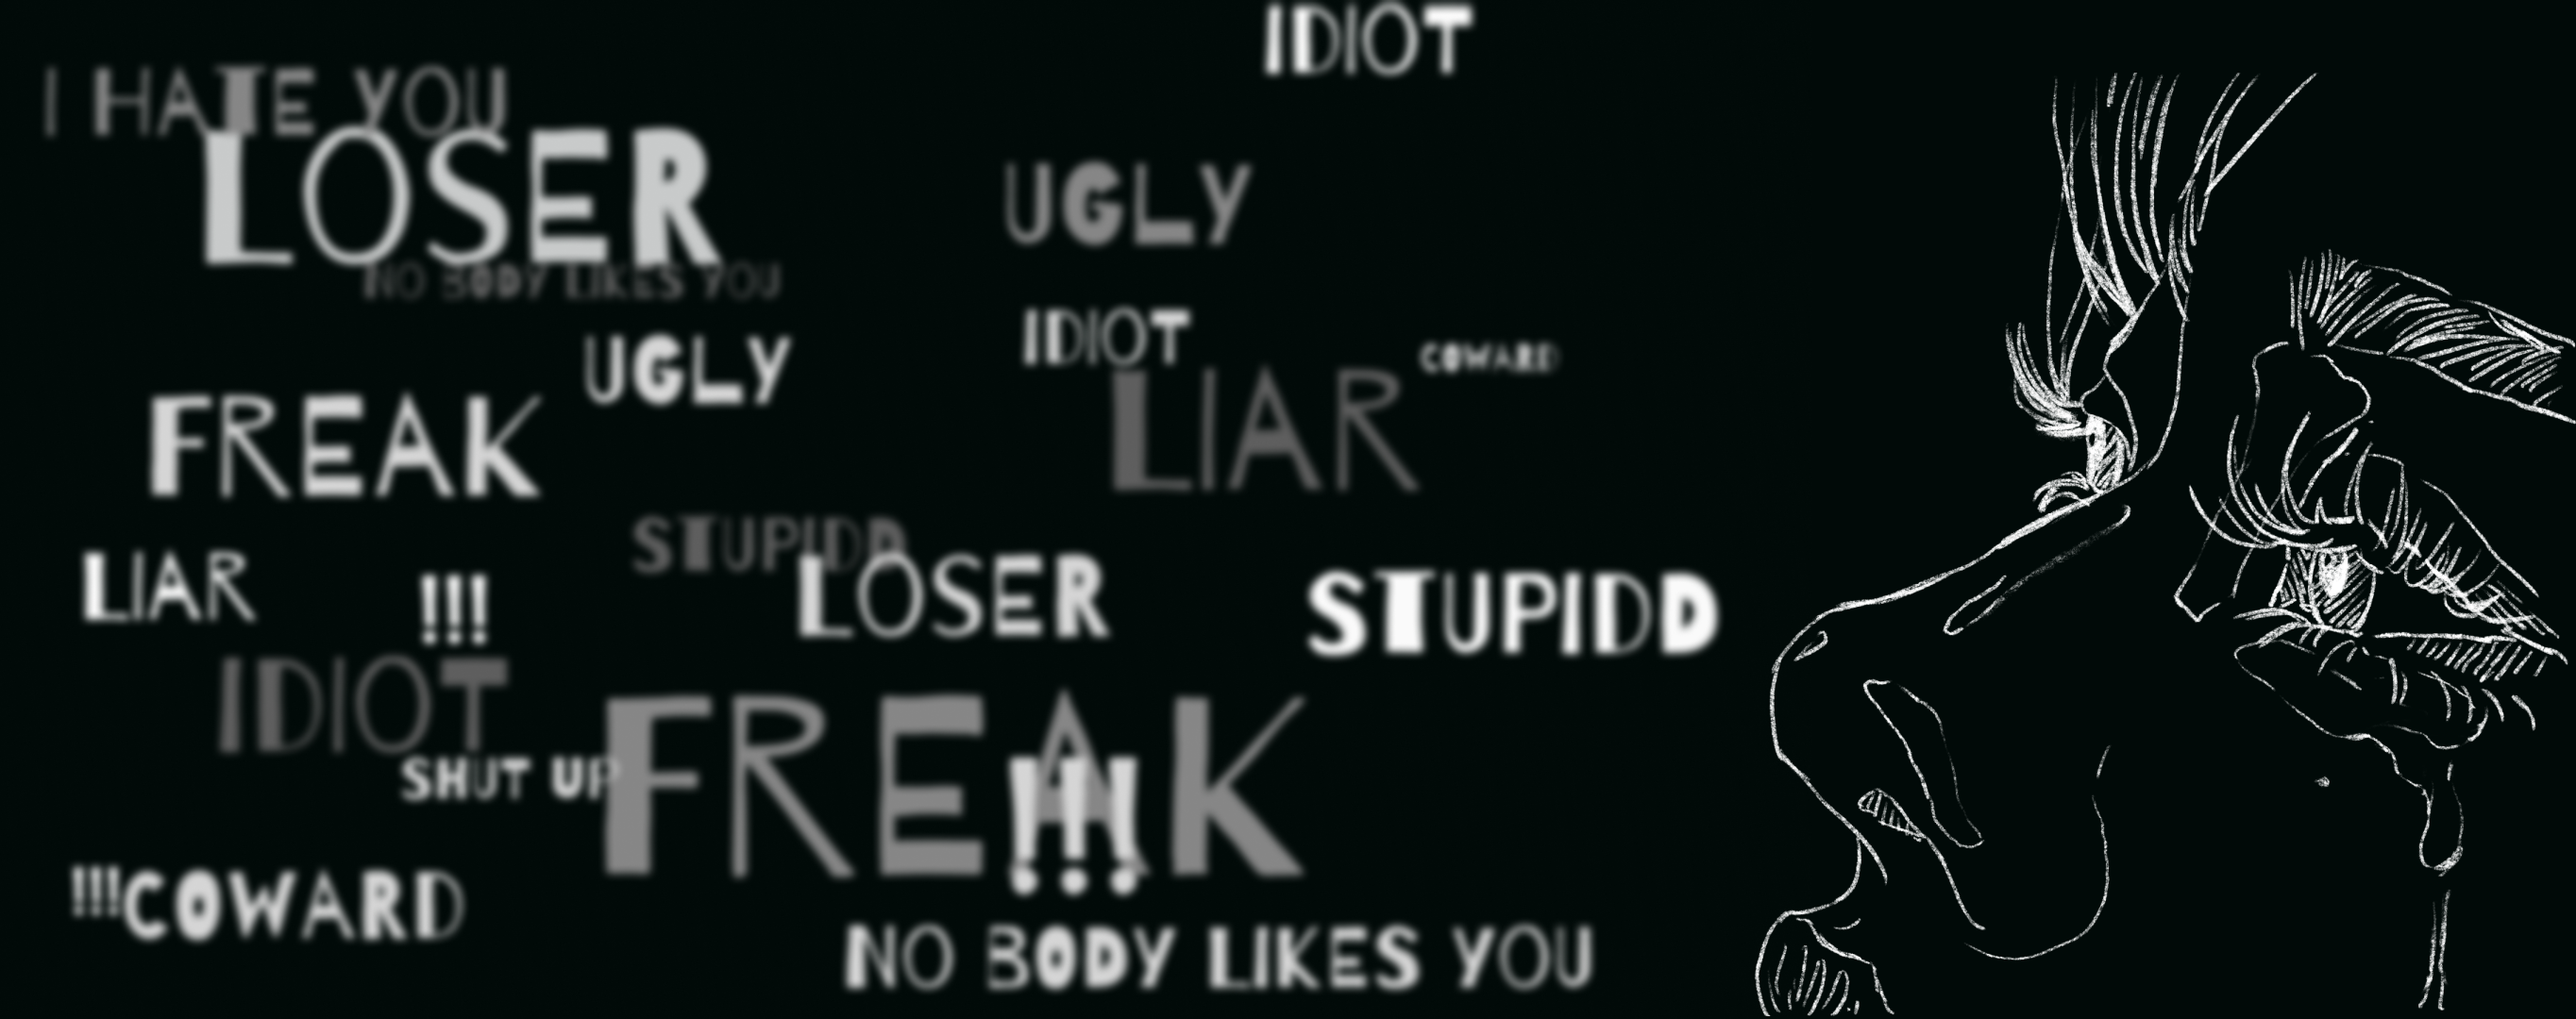 IDIOT
I HATE YOU
LOSER
UGLY
NO BODY LIKES YOU
UGLY
IDIOT
COWARD
FREAK
LIAR
STUPIDD
LIAR
!!!
LOSER
STUPIDD
IDIOT
FREAK
SHUT UP
!!!
!!!COWARD
NO BODY LIKES YOU